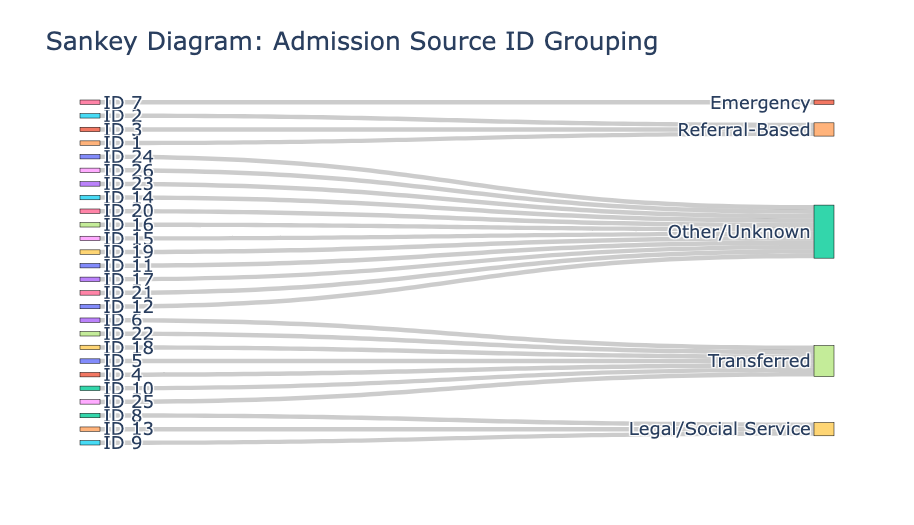 Sankey Diagram: Admission Source ID Grouping
ID 7
ID 2
ID 3
ID 1
ID 24
ID 26
ID 23
ID 14
ID 20
ID 16
ID 15
ID 19
ID 11
ID 17
ID 21
ID 12
ID 6
ID 22
ID 18
ID 5
ID 4
ID 10
ID 25
ID 8
ID 13
ID 9
Emergency
Referral-Based
Other/Unknown
Transferred
Legal/Social Service